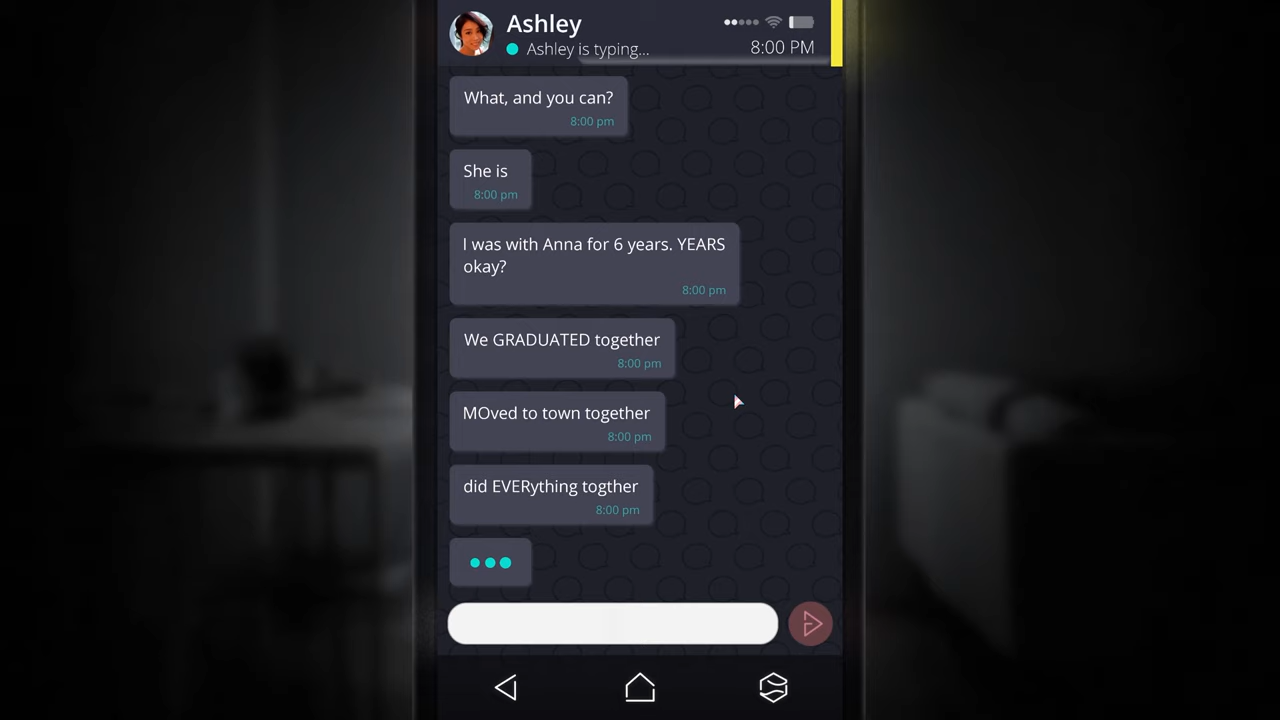 Ashley
Ashley is typing...
8:00 PM
What, and you can?
8:00 pm
She is
8:00 pm
I was with Anna for 6 years. YEARS
okay?
8:00 pm
We GRADUATED together
8:00 pm
MOved to town together
8:00 pm
did EVERything togther
8:00 pm